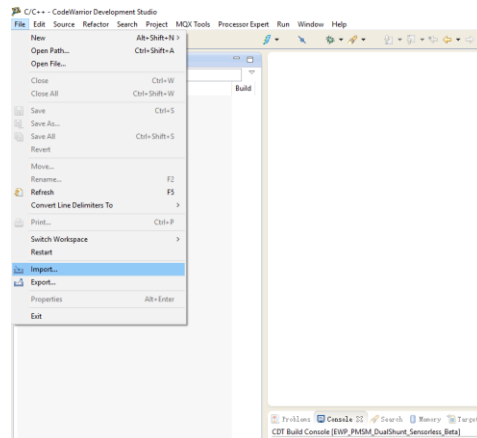 C/C++ - CodeWarrior Development Studio
File Edit Source Refactor Search Project MQX Tools Processor Expert Run Window Help
New Alt+Shift+N >
Open Path... Ctrl+Shift+A
Open File...
Build
Close Ctrl+W
Close All Ctrl+Shift+W
Save Ctrl+S
Save As...
Save All Ctrl+Shift+S
Revert
Move...
Rename... F2
Refresh F5
Convert Line Delimiters To >
Print... Ctrl+P
Switch Workspace >
Restart
Import...
Export...
Properties Alt+Enter
Exit
Problems Console Search Memory Target
CDT Build Console [EWP_PMSM_DualShunt_Sensorless_Beta]